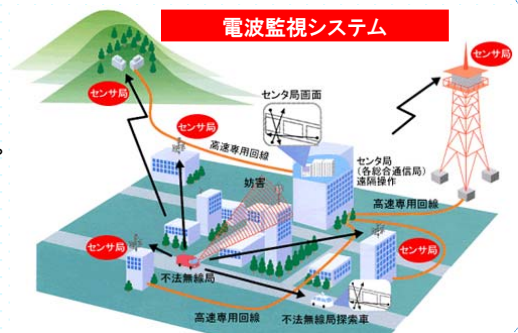 電波監視システム
センサ局
センタ局画面
センサ局
センサ局
高速専用回線
センタ局
(各総合通信局)
遠隔操作
妨害
高速専用回線
センサ局
センサ局
不法無線局
高速専用回線
不法無線局探索車